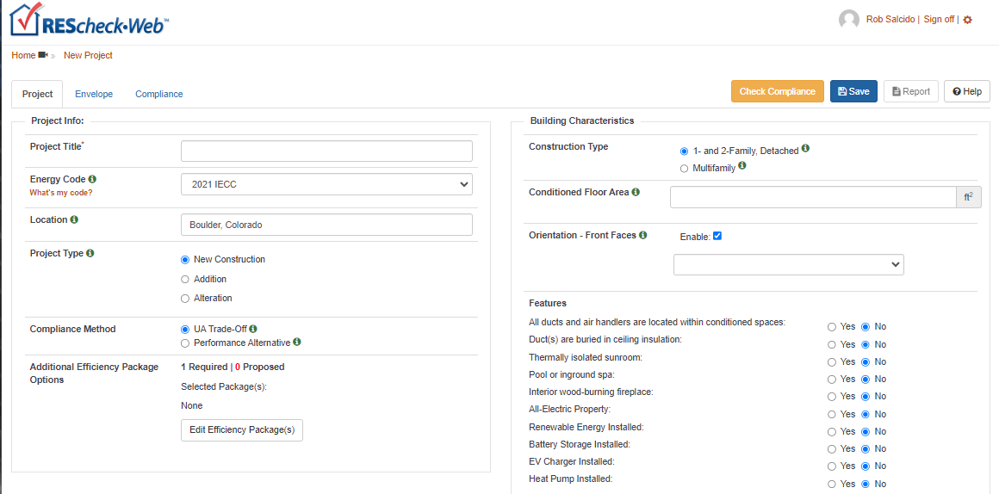 REScheck-Web™
Rob Salcido | Sign off |
Home » New Project
Project Envelope Compliance
Check Compliance Save Report Help
Project Info:
Project Title*
Energy Code
What's my code?
2021 IECC
Location
Boulder, Colorado
Project Type
New Construction
Addition
Alteration
Compliance Method
UA Trade-Off
Performance Alternative
Additional Efficiency Package
Options
1 Required | 0 Proposed
Selected Package(s):
None
Edit Efficiency Package(s)
Building Characteristics
Construction Type
1- and 2-Family, Detached
Multifamily
Conditioned Floor Area
ft²
Orientation - Front Faces
Enable:
Features
All ducts and air handlers are located within conditioned spaces: Yes No
Duct(s) are buried in ceiling insulation: Yes No
Thermally isolated sunroom: Yes No
Pool or inground spa: Yes No
Interior wood-burning fireplace: Yes No
All-Electric Property: Yes No
Renewable Energy Installed: Yes No
Battery Storage Installed: Yes No
EV Charger Installed: Yes No
Heat Pump Installed: Yes No